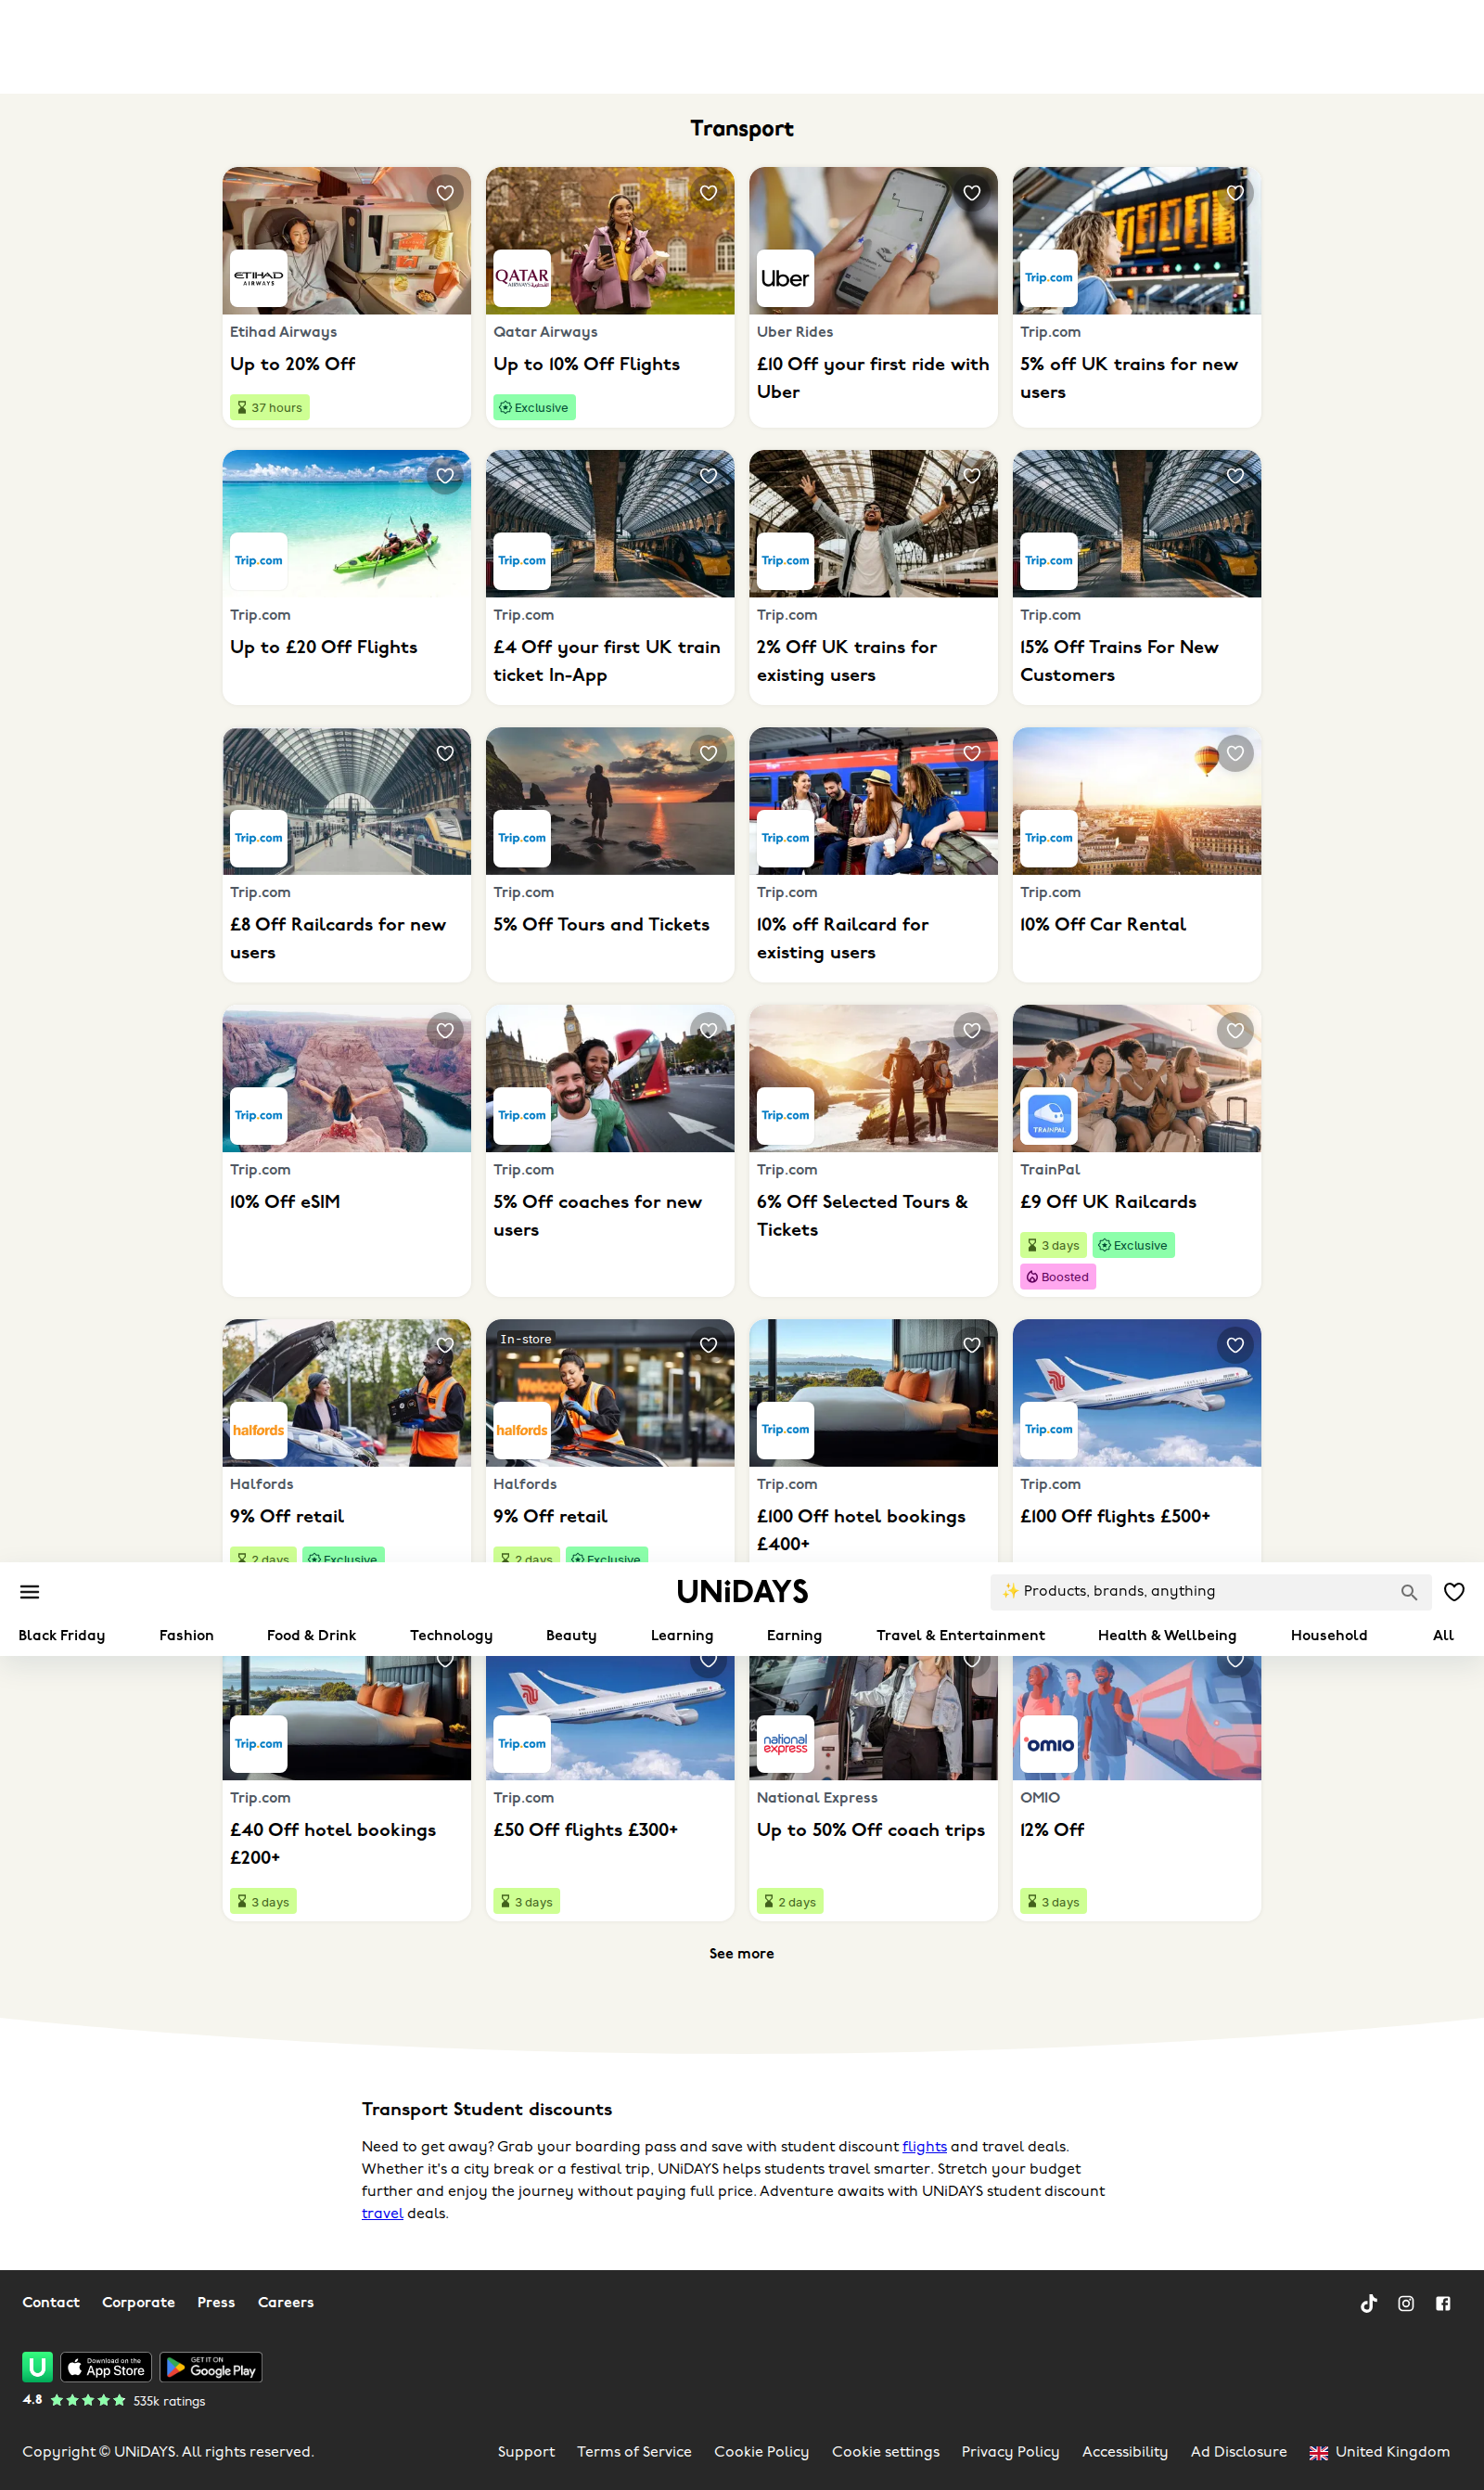 Transport
ETIHAD
AIRWAYS
Etihad Airways
Up to 20% Off
37 hours
QATAR
AIRWAYS القطرية
Qatar Airways
Up to 10% Off Flights
Exclusive
Uber
Uber Rides
£10 Off your first ride with
Uber
Trip.com
Trip.com
5% off UK trains for new
users
Trip.com
Trip.com
Up to £20 Off Flights
Trip.com
Trip.com
£4 Off your first UK train
ticket In-App
Trip.com
Trip.com
2% Off UK trains for
existing users
Trip.com
Trip.com
15% Off Trains For New
Customers
Trip.com
Trip.com
£8 Off Railcards for new
users
Trip.com
Trip.com
5% Off Tours and Tickets
Trip.com
Trip.com
10% off Railcard for
existing users
Trip.com
Trip.com
10% Off Car Rental
Trip.com
Trip.com
10% Off eSIM
Trip.com
Trip.com
5% Off coaches for new
users
Trip.com
Trip.com
6% Off Selected Tours &
Tickets
TRAINPAL
TrainPal
£9 Off UK Railcards
3 days
Exclusive
Boosted
halfords
Halfords
9% Off retail
2 days
Exclusive
In-store
halfords
Halfords
9% Off retail
2 days
Exclusive
Trip.com
Trip.com
£100 Off hotel bookings
£400+
Trip.com
Trip.com
£100 Off flights £500+
UNiDAYS
✨ Products, brands, anything
Black Friday
Fashion
Food & Drink
Technology
Beauty
Learning
Earning
Travel & Entertainment
Health & Wellbeing
Household
All
Trip.com
Trip.com
£40 Off hotel bookings
£200+
3 days
Trip.com
Trip.com
£50 Off flights £300+
3 days
national
express
National Express
Up to 50% Off coach trips
2 days
omio
OMIO
12% Off
3 days
See more
Transport Student discounts
Need to get away? Grab your boarding pass and save with student discount flights and travel deals.
Whether it's a city break or a festival trip, UNiDAYS helps students travel smarter. Stretch your budget
further and enjoy the journey without paying full price. Adventure awaits with UNiDAYS student discount
travel deals.
Contact
Corporate
Press
Careers
U
Download on the
App Store
GET IT ON
Google Play
4.8
535k ratings
Copyright © UNiDAYS. All rights reserved.
Support
Terms of Service
Cookie Policy
Cookie settings
Privacy Policy
Accessibility
Ad Disclosure
United Kingdom